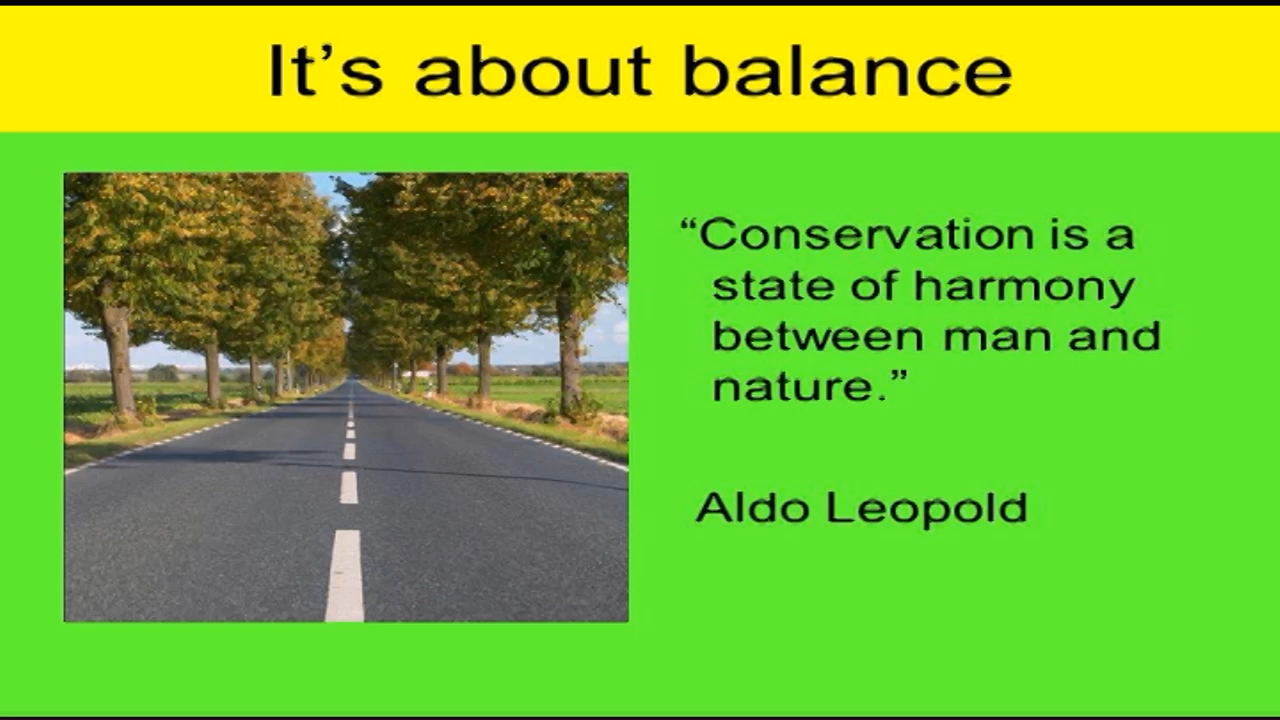 It’s about balance
“Conservation is a
state of harmony
between man and
nature.”
Aldo Leopold